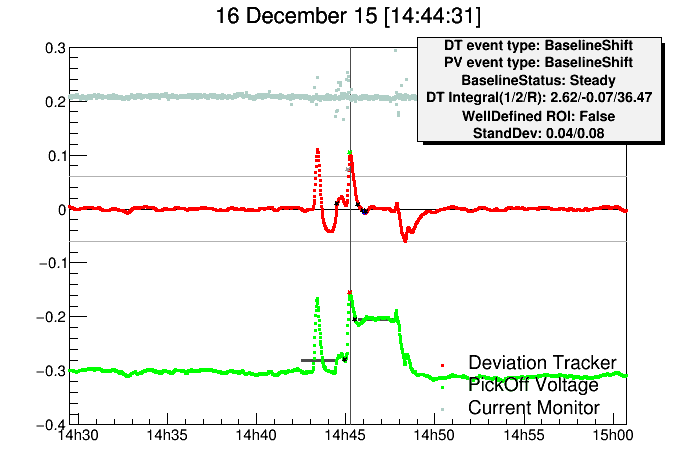 16 December 15 [14:44:31]
DT event type: BaselineShift
PV event type: BaselineShift
BaselineStatus: Steady
DT Integral(1/2/R): 2.62/-0.07/36.47
WellDefined ROI: False
StandDev: 0.04/0.08
0.3
0.2
0.1
0
−0.1
−0.2
−0.3
−0.4
Deviation Tracker
PickOff Voltage
Current Monitor
14h30 14h35 14h40 14h45 14h50 14h55 15h00